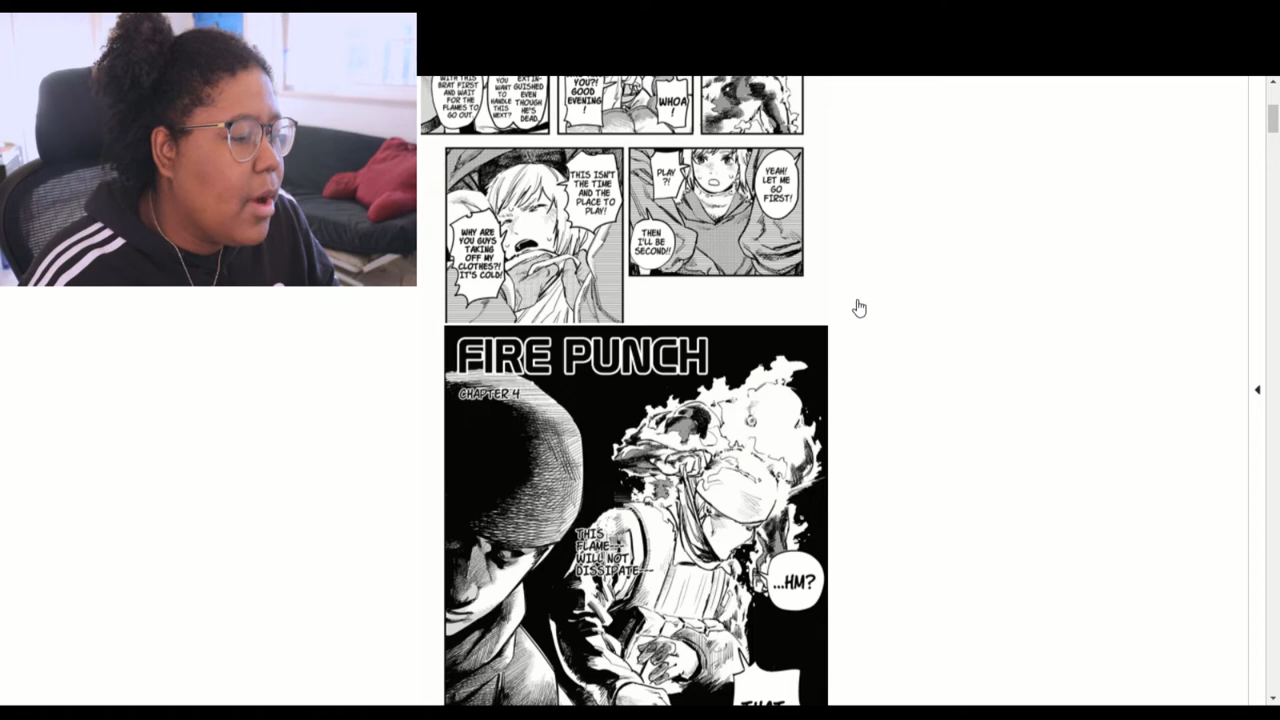 WITH THIS
BRAT FIRST
AND WAIT
FOR THE
FLAMES TO
GO OUT.
YOU
WANT TO
HANDLE
THIS
NEXT?
EXTIN-
GUISHED
EVEN
THOUGH
HE'S
DEAD.
YOU?!
GOOD
EVENING
!
WHOA
!
THIS ISN'T
THE TIME
AND THE
PLACE TO
PLAY!
WHY ARE
YOU GUYS
TAKING
OFF MY
CLOTHES?!
IT'S COLD!
PLAY
?!
YEAH!
LET ME
GO
FIRST!
THEN
I'LL BE
SECOND!!
FIRE PUNCH
CHAPTER 4
THIS
FLAME---
WILL NOT
DISSIPATE---
...HM?